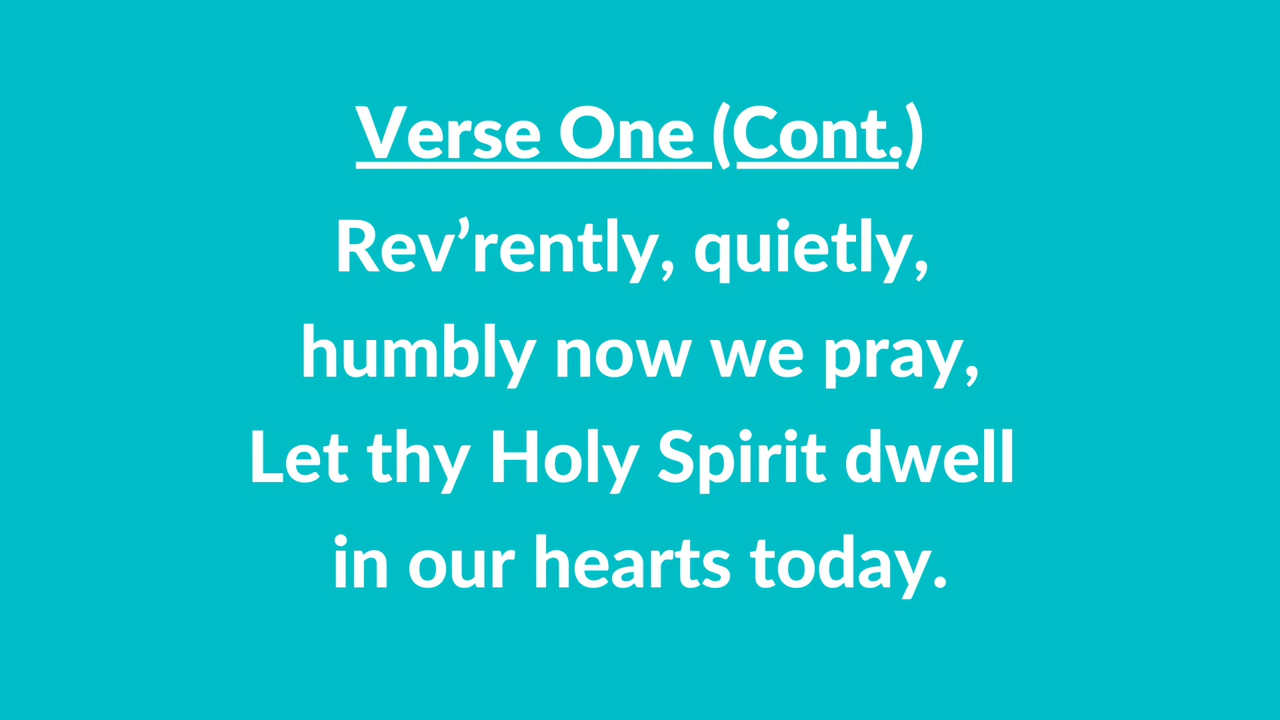 Verse One (Cont.)
Rev’rently, quietly,
humbly now we pray,
Let thy Holy Spirit dwell
in our hearts today.